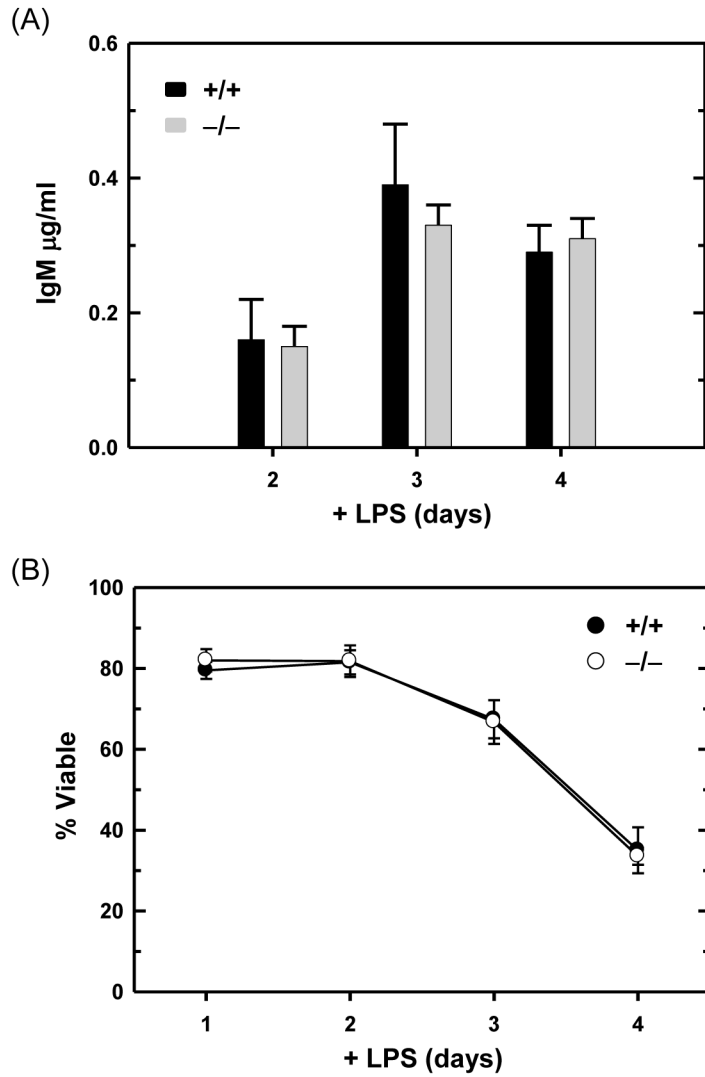 (A)
0.6
+/+
–/–
0.4
IgM μg/ml
0.2
0.0
2 3 4
+ LPS (days)
(B)
100
+/+
–/–
80
60
% Viable
40
20
0
1 2 3 4
+ LPS (days)